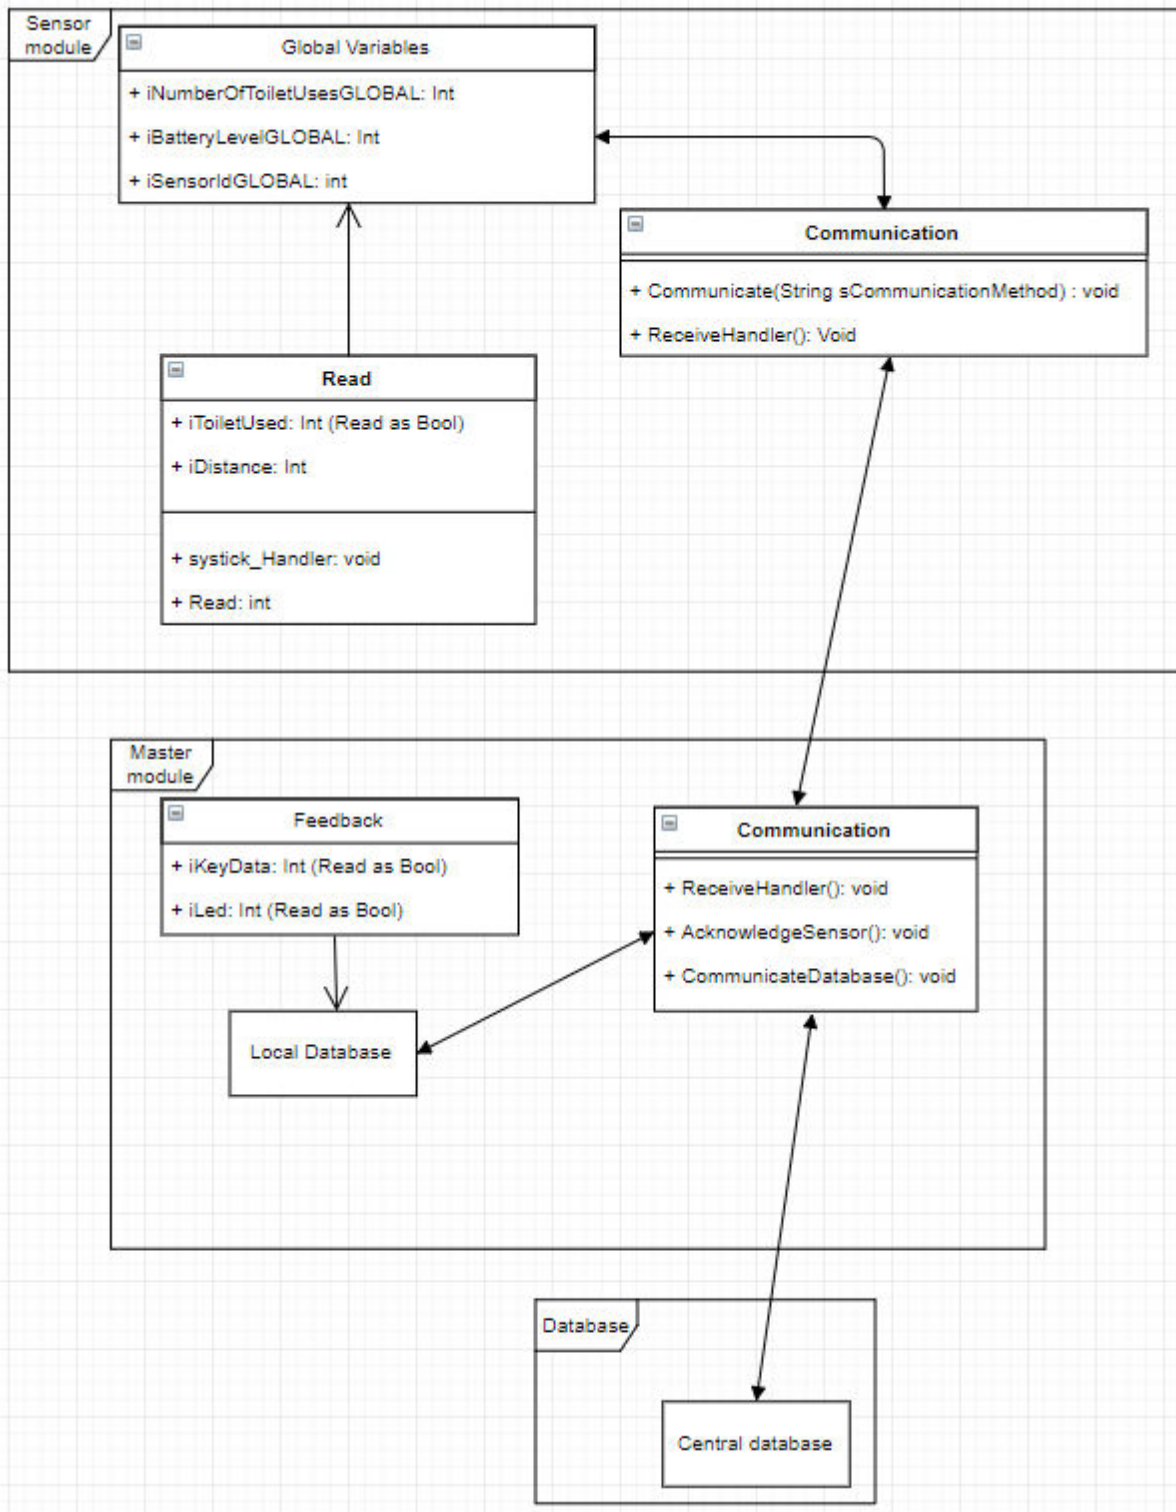 Sensor
module
Global Variables
+ iNumberOfToiletUsesGLOBAL: Int
+ iBatteryLevelGLOBAL: Int
+ iSensorIdGLOBAL: int
Communication
+ Communicate(String sCommunicationMethod) : void
+ ReceiveHandler(): Void
Read
+ iToiletUsed: Int (Read as Bool)
+ iDistance: Int
+ systick_Handler: void
+ Read: int
Master
module
Feedback
+ iKeyData: Int (Read as Bool)
+ iLed: Int (Read as Bool)
Communication
+ ReceiveHandler(): void
+ AcknowledgeSensor(): void
+ CommunicateDatabase(): void
Local Database
Database
Central database